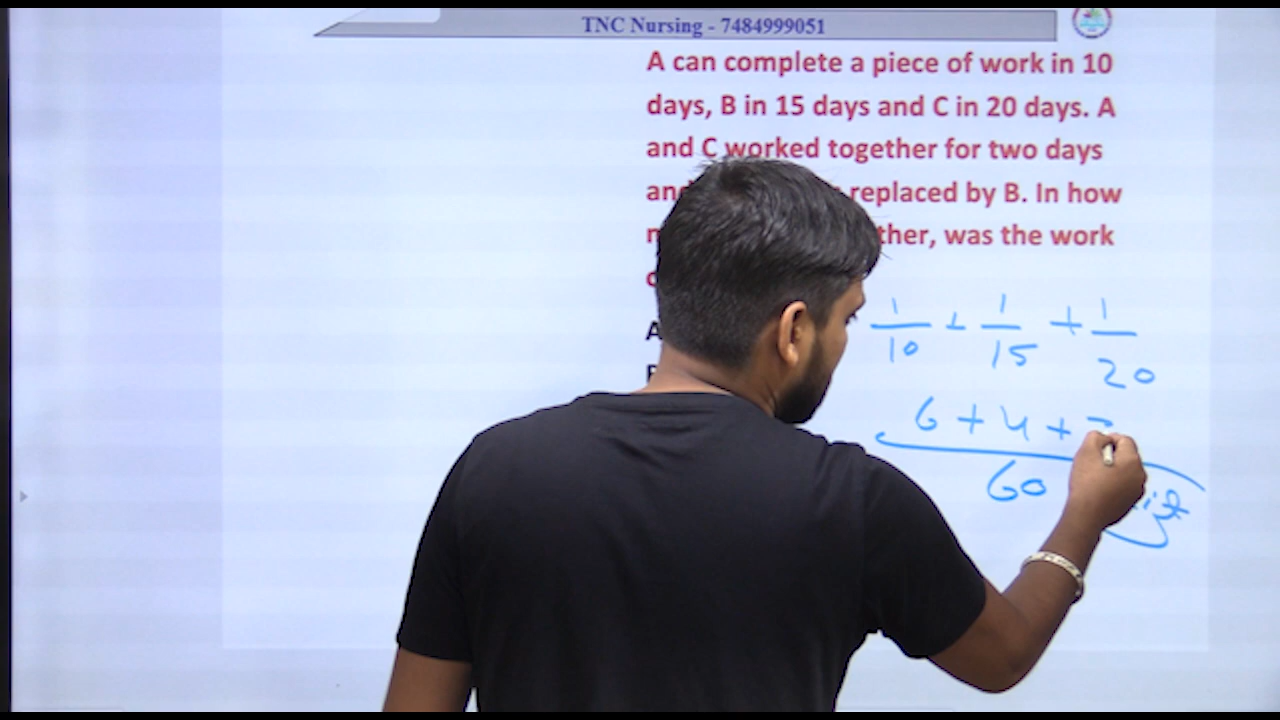 TNC Nursing - 7484999051
A can complete a piece of work in 10
days, B in 15 days and C in 20 days. A
and C worked together for two days
replaced by B. In how
was the work
1/10 + 1/15 + 1/20
6 + 4 +
60